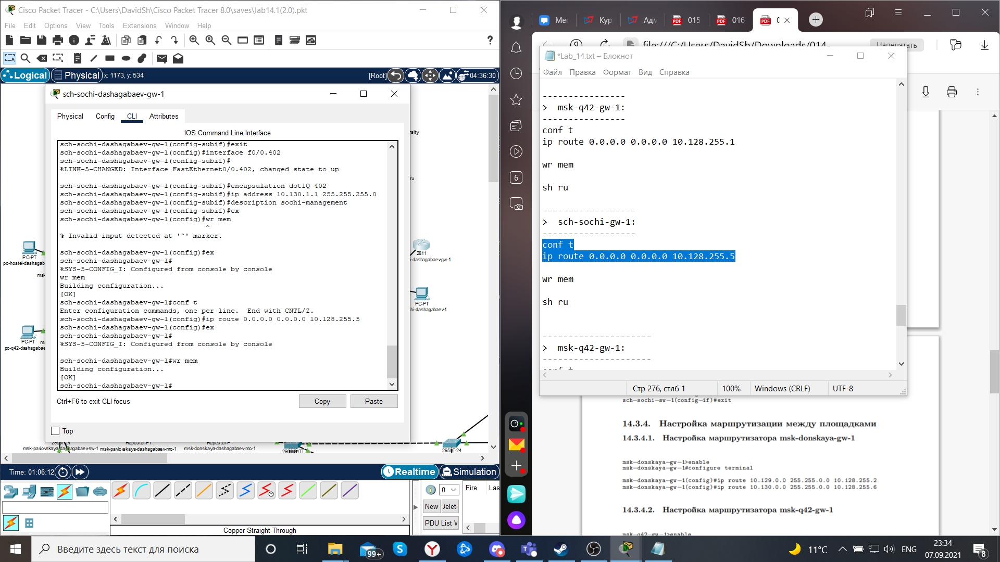 Cisco Packet Tracer - C:\Users\DavidSh\Cisco Packet Tracer 8.0\saves\lab14.1(2.0).pkt
File Edit Options View Tools Extensions Window Help
Logical Physical x: 1173, y: 534 [Root] 04:36:30
sch-sochi-dashagabaev-gw-1
Physical Config CLI Attributes
IOS Command Line Interface
sch-sochi-dashagabaev-gw-1(config-subif)#exit
sch-sochi-dashagabaev-gw-1(config)#interface f0/0.402
sch-sochi-dashagabaev-gw-1(config-subif)#
%LINK-5-CHANGED: Interface FastEthernet0/0.402, changed state to up
sch-sochi-dashagabaev-gw-1(config-subif)#encapsulation dot1Q 402
sch-sochi-dashagabaev-gw-1(config-subif)#ip address 10.130.1.1 255.255.255.0
sch-sochi-dashagabaev-gw-1(config-subif)#description sochi-management
sch-sochi-dashagabaev-gw-1(config-subif)#ex
sch-sochi-dashagabaev-gw-1(config)#wr mem
^
% Invalid input detected at '^' marker.
sch-sochi-dashagabaev-gw-1(config)#ex
sch-sochi-dashagabaev-gw-1#
%SYS-5-CONFIG_I: Configured from console by console
wr mem
Building configuration...
[OK]
sch-sochi-dashagabaev-gw-1#conf t
Enter configuration commands, one per line. End with CNTL/Z.
sch-sochi-dashagabaev-gw-1(config)#ip route 0.0.0.0 0.0.0.0 10.128.255.5
sch-sochi-dashagabaev-gw-1(config)#ex
sch-sochi-dashagabaev-gw-1#
%SYS-5-CONFIG_I: Configured from console by console
sch-sochi-dashagabaev-gw-1#wr mem
Building configuration...
[OK]
sch-sochi-dashagabaev-gw-1#
Ctrl+F6 to exit CLI focus Copy Paste
Top
PC-PT
pc-hostel-dashagab
PC-PT
pc-q42-dashagabae
2811
i-dashagabaev-gw-1
PC-PT
hi-dashagabaev-1
msk-pavlovskaya-dashagabaev-sw-1 msk-pavlovskaya-dashagabaev-mc-1 msk-donskaya-dashagabaev-mc-1
2950T-24
Time: 01:06:12 Realtime Simulation
0 Fire Las
New Delete
PDU List W
Copper Straight-Through
Мес Кур Адм 015 016 0
file:///C:/Users/DavidSh/Downloads/014- Напечатать
*Lab_14.txt – Блокнот
Файл Правка Формат Вид Справка
----------------
> msk-q42-gw-1:
----------------
conf t
ip route 0.0.0.0 0.0.0.0 10.128.255.1
wr mem
sh ru
------------------
> sch-sochi-gw-1:
------------------
conf t
ip route 0.0.0.0 0.0.0.0 10.128.255.5
wr mem
sh ru
---------------------
> msk-q42-gw-1:
---------------------
conf t
Стр 276, стлб 1 100% Windows (CRLF) UTF-8
6
sch-sochi-sw-1(config-if)#exit
14.3.4. Настройка маршрутизации между площадками
14.3.4.1. Настройка маршрутизатора msk-donskaya-gw-1
msk-donskaya-gw-1>enable
msk-donskaya-gw-1#configure terminal
msk-donskaya-gw-1(config)#ip route 10.129.0.0 255.255.0.0 10.128.255.2
msk-donskaya-gw-1(config)#ip route 10.130.0.0 255.255.0.0 10.128.255.6
14.3.4.2. Настройка маршрутизатора msk-q42-gw-1
msk-q42-gw-1>enable
Введите здесь текст для поиска
99+
11°C ENG 23:34
07.09.2021
8